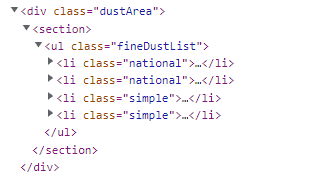 ▼<div class="dustArea">
▼<section>
▼<ul class="fineDustList">
▶<li class="national">…</li>
▶<li class="national">…</li>
▶<li class="simple">…</li>
▶<li class="simple">…</li>
</ul>
</section>
</div>